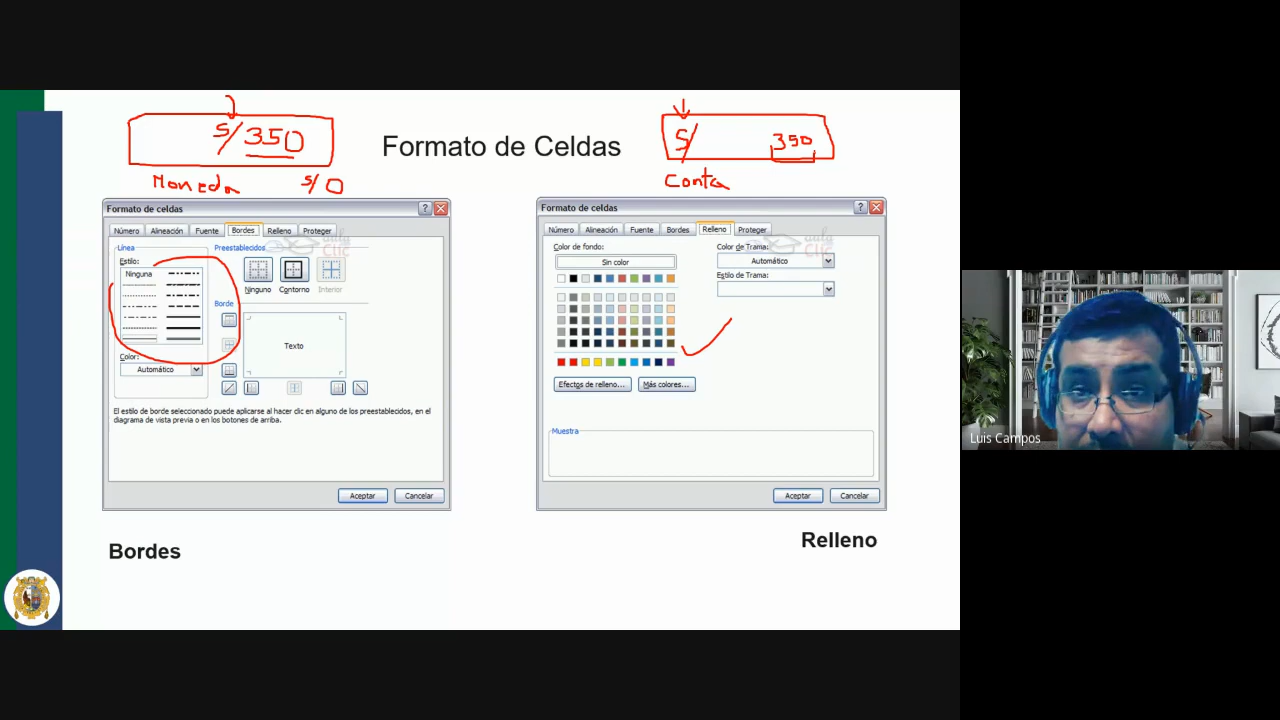 S/350
Formato de Celdas
S/ 350
Moneda S/0
Conta
Formato de celdas
Número Alineación Fuente Bordes Relleno Proteger
Línea
Estilo:
Ninguna
Preestablecidos
Ninguno Contorno Interior
Borde
Texto
Color:
Automático
El estilo de borde seleccionado puede aplicarse al hacer clic en alguno de los preestablecidos, en el
diagrama de vista previa o en los botones de arriba.
Aceptar Cancelar
aula
CLIC
Formato de celdas
Número Alineación Fuente Bordes Relleno Proteger
Color de fondo:
Sin color
Color de Trama:
Automático
Estilo de Trama:
Efectos de relleno... Más colores...
Muestra
Aceptar Cancelar
aula
CLIC
Bordes
Relleno
Luis Campos